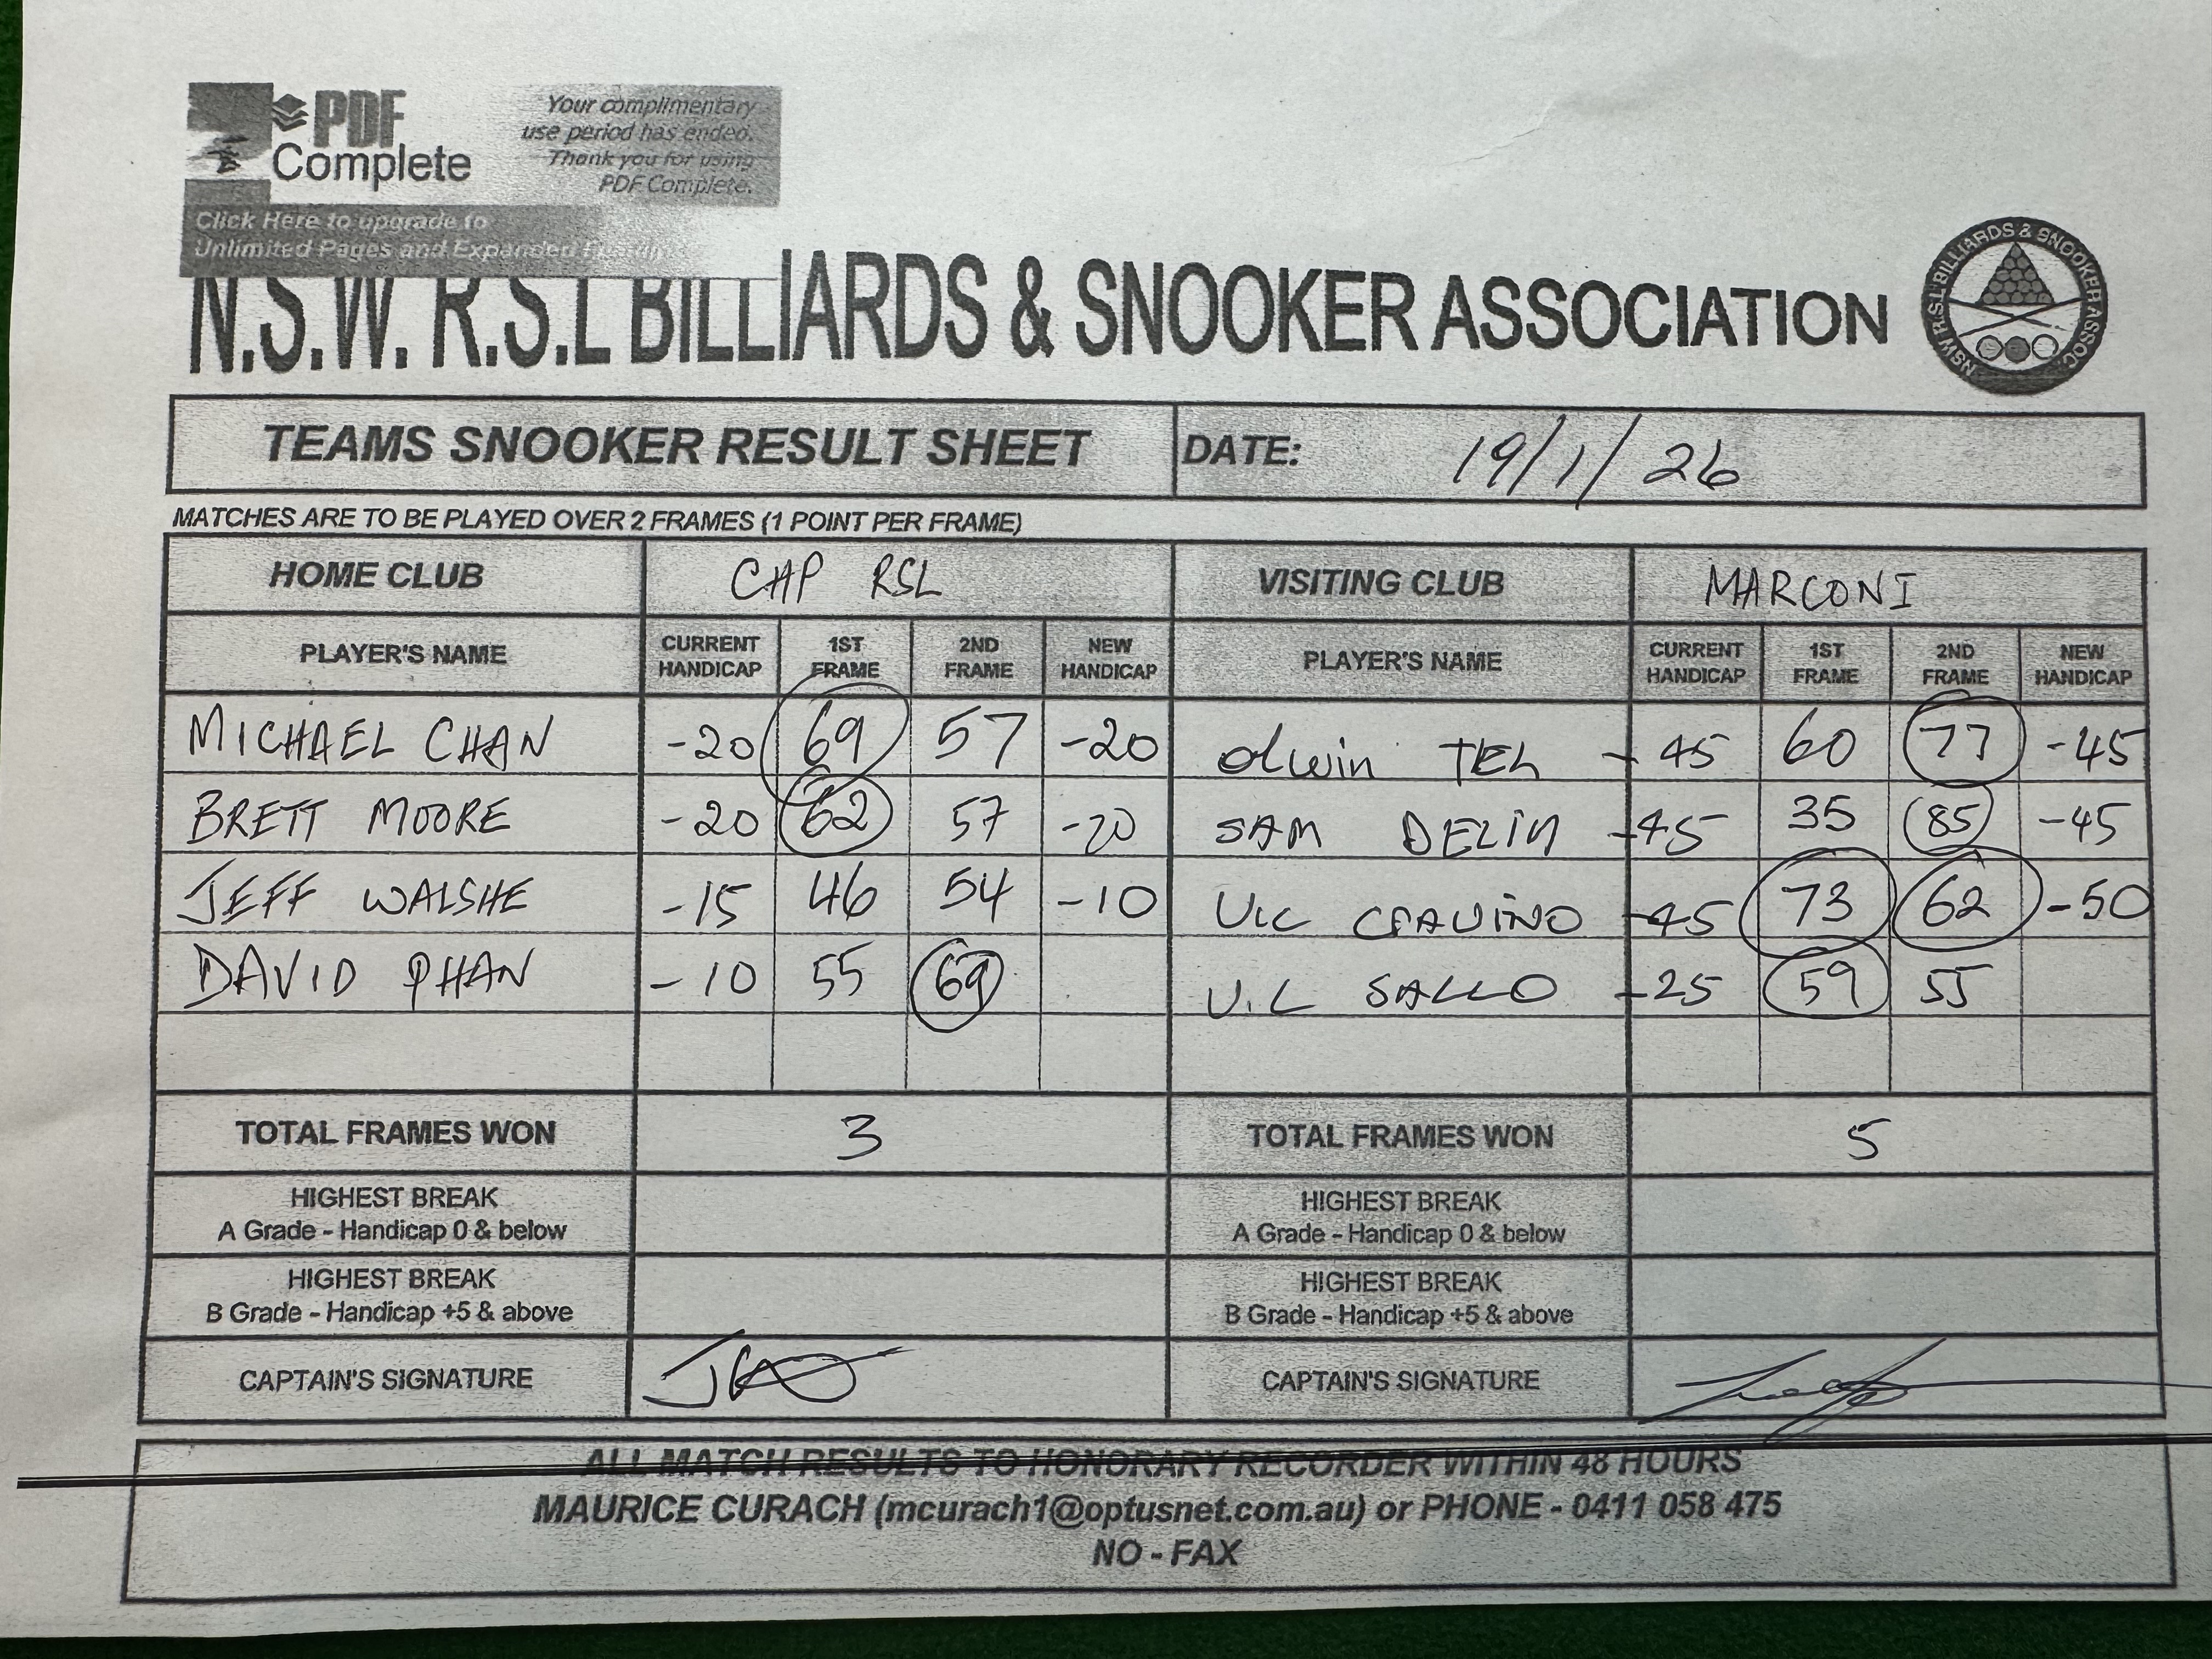 PDF
Complete
Your complimentary
use period has ended.
Thank you for using
PDF Complete.
Click Here to upgrade to
Unlimited Pages and Expanded
N.S.W. R.S.L BILLIARDS & SNOOKER ASSOCIATION
NSW R.S.L BILLIARDS & SNOOKER ASSOC.
TEAMS SNOOKER RESULT SHEET DATE: 19/1/26
MATCHES ARE TO BE PLAYED OVER 2 FRAMES (1 POINT PER FRAME)
HOME CLUB CAP RSL VISITING CLUB MARCONI
PLAYER'S NAME CURRENT HANDICAP 1ST FRAME 2ND FRAME NEW HANDICAP PLAYER'S NAME CURRENT HANDICAP 1ST FRAME 2ND FRAME NEW HANDICAP
MICHAEL CHAN -20 69 57 -20 olwin TEH -45 60 77 -45
BRETT MOORE -20 62 57 -20 SAM DELIN -45 35 85 -45
JEFF WALSHE -15 46 54 -10 VIC -45 73 62 -50
DAVID PHAN -10 55 69 SALLO -25 59 55
TOTAL FRAMES WON 3 TOTAL FRAMES WON 5
HIGHEST BREAK HIGHEST BREAK
A Grade - Handicap 0 & below A Grade - Handicap 0 & below
HIGHEST BREAK HIGHEST BREAK
B Grade - Handicap +5 & above B Grade - Handicap +5 & above
CAPTAIN'S SIGNATURE CAPTAIN'S SIGNATURE
ALL MATCH RESULTS TO HONORARY RECORDER WITHIN 48 HOURS
MAURICE CURACH (mcurach1@optusnet.com.au) or PHONE - 0411 058 475
NO - FAX